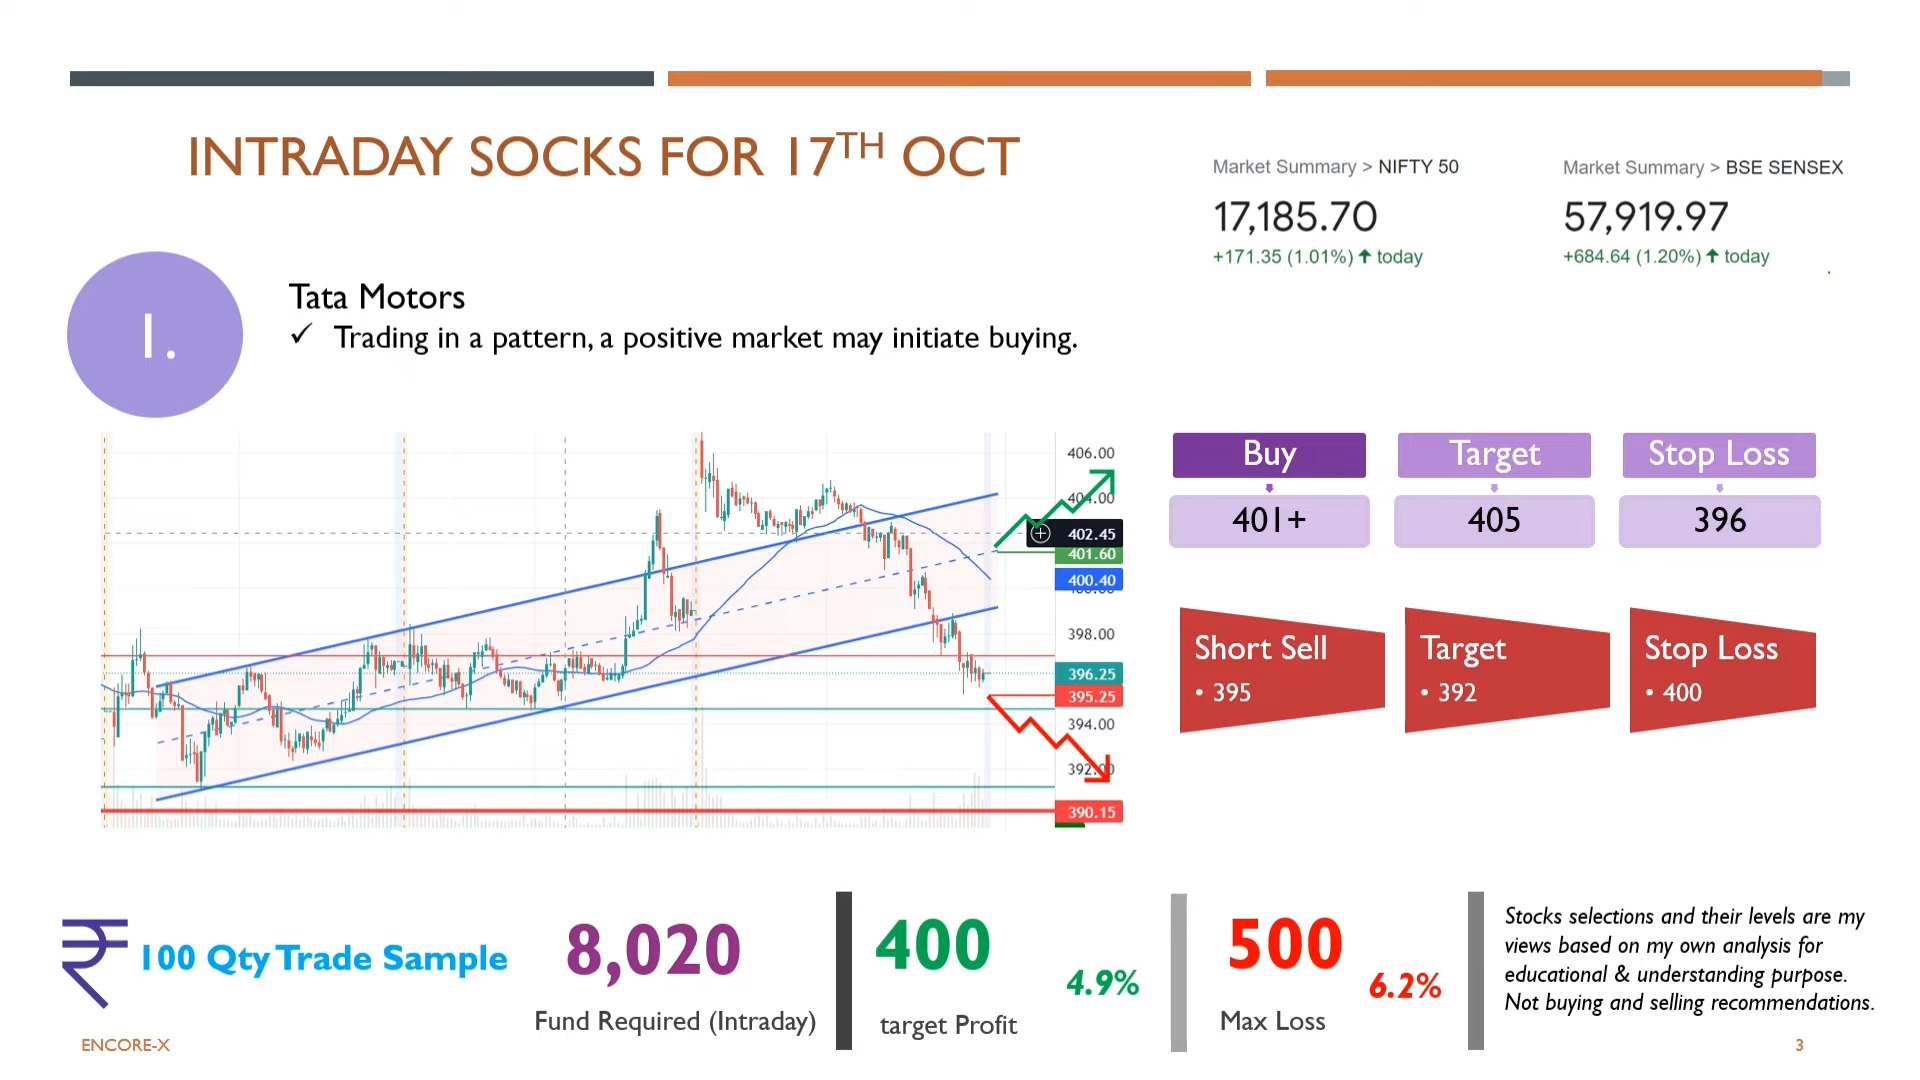 INTRADAY SOCKS FOR 17TH OCT
Market Summary > NIFTY 50
17,185.70
+171.35 (1.01%) ↑ today
Market Summary > BSE SENSEX
57,919.97
+684.64 (1.20%) ↑ today
1.
Tata Motors
✓ Trading in a pattern, a positive market may initiate buying.
406.00
404.00
402.45
401.60
400.40
398.00
396.25
395.25
394.00
392.00
390.15
Buy
401+
Target
405
Stop Loss
396
Short Sell
• 395
Target
• 392
Stop Loss
• 400
₹ 100 Qty Trade Sample
8,020
Fund Required (Intraday)
400
4.9%
target Profit
500
6.2%
Max Loss
Stocks selections and their levels are my
views based on my own analysis for
educational & understanding purpose.
Not buying and selling recommendations.
ENCORE-X
3